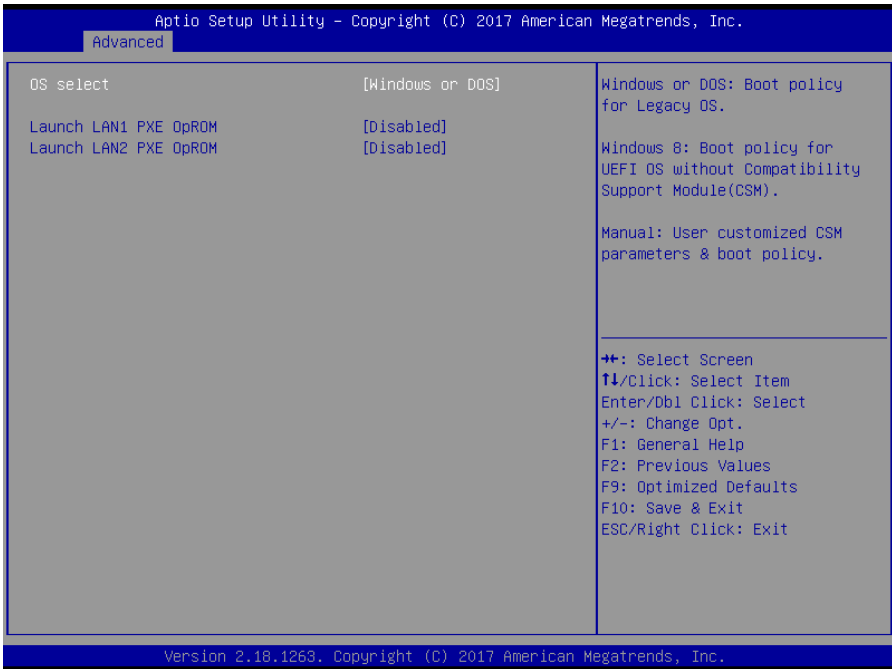 Aptio Setup Utility – Copyright (C) 2017 American Megatrends, Inc.
Advanced
OS select [Windows or DOS]
Launch LAN1 PXE OpROM [Disabled]
Launch LAN2 PXE OpROM [Disabled]
Windows or DOS: Boot policy
for Legacy OS.
Windows 8: Boot policy for
UEFI OS without Compatibility
Support Module(CSM).
Manual: User customized CSM
parameters & boot policy.
→←: Select Screen
↑↓/Click: Select Item
Enter/Dbl Click: Select
+/-: Change Opt.
F1: General Help
F2: Previous Values
F9: Optimized Defaults
F10: Save & Exit
ESC/Right Click: Exit
Version 2.18.1263. Copyright (C) 2017 American Megatrends, Inc.